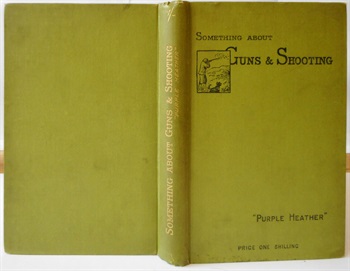 SOMETHING ABOUT
GUNS & SHOOTING
"PURPLE HEATHER"
PRICE ONE SHILLING
SOMETHING ABOUT GUNS & SHOOTING